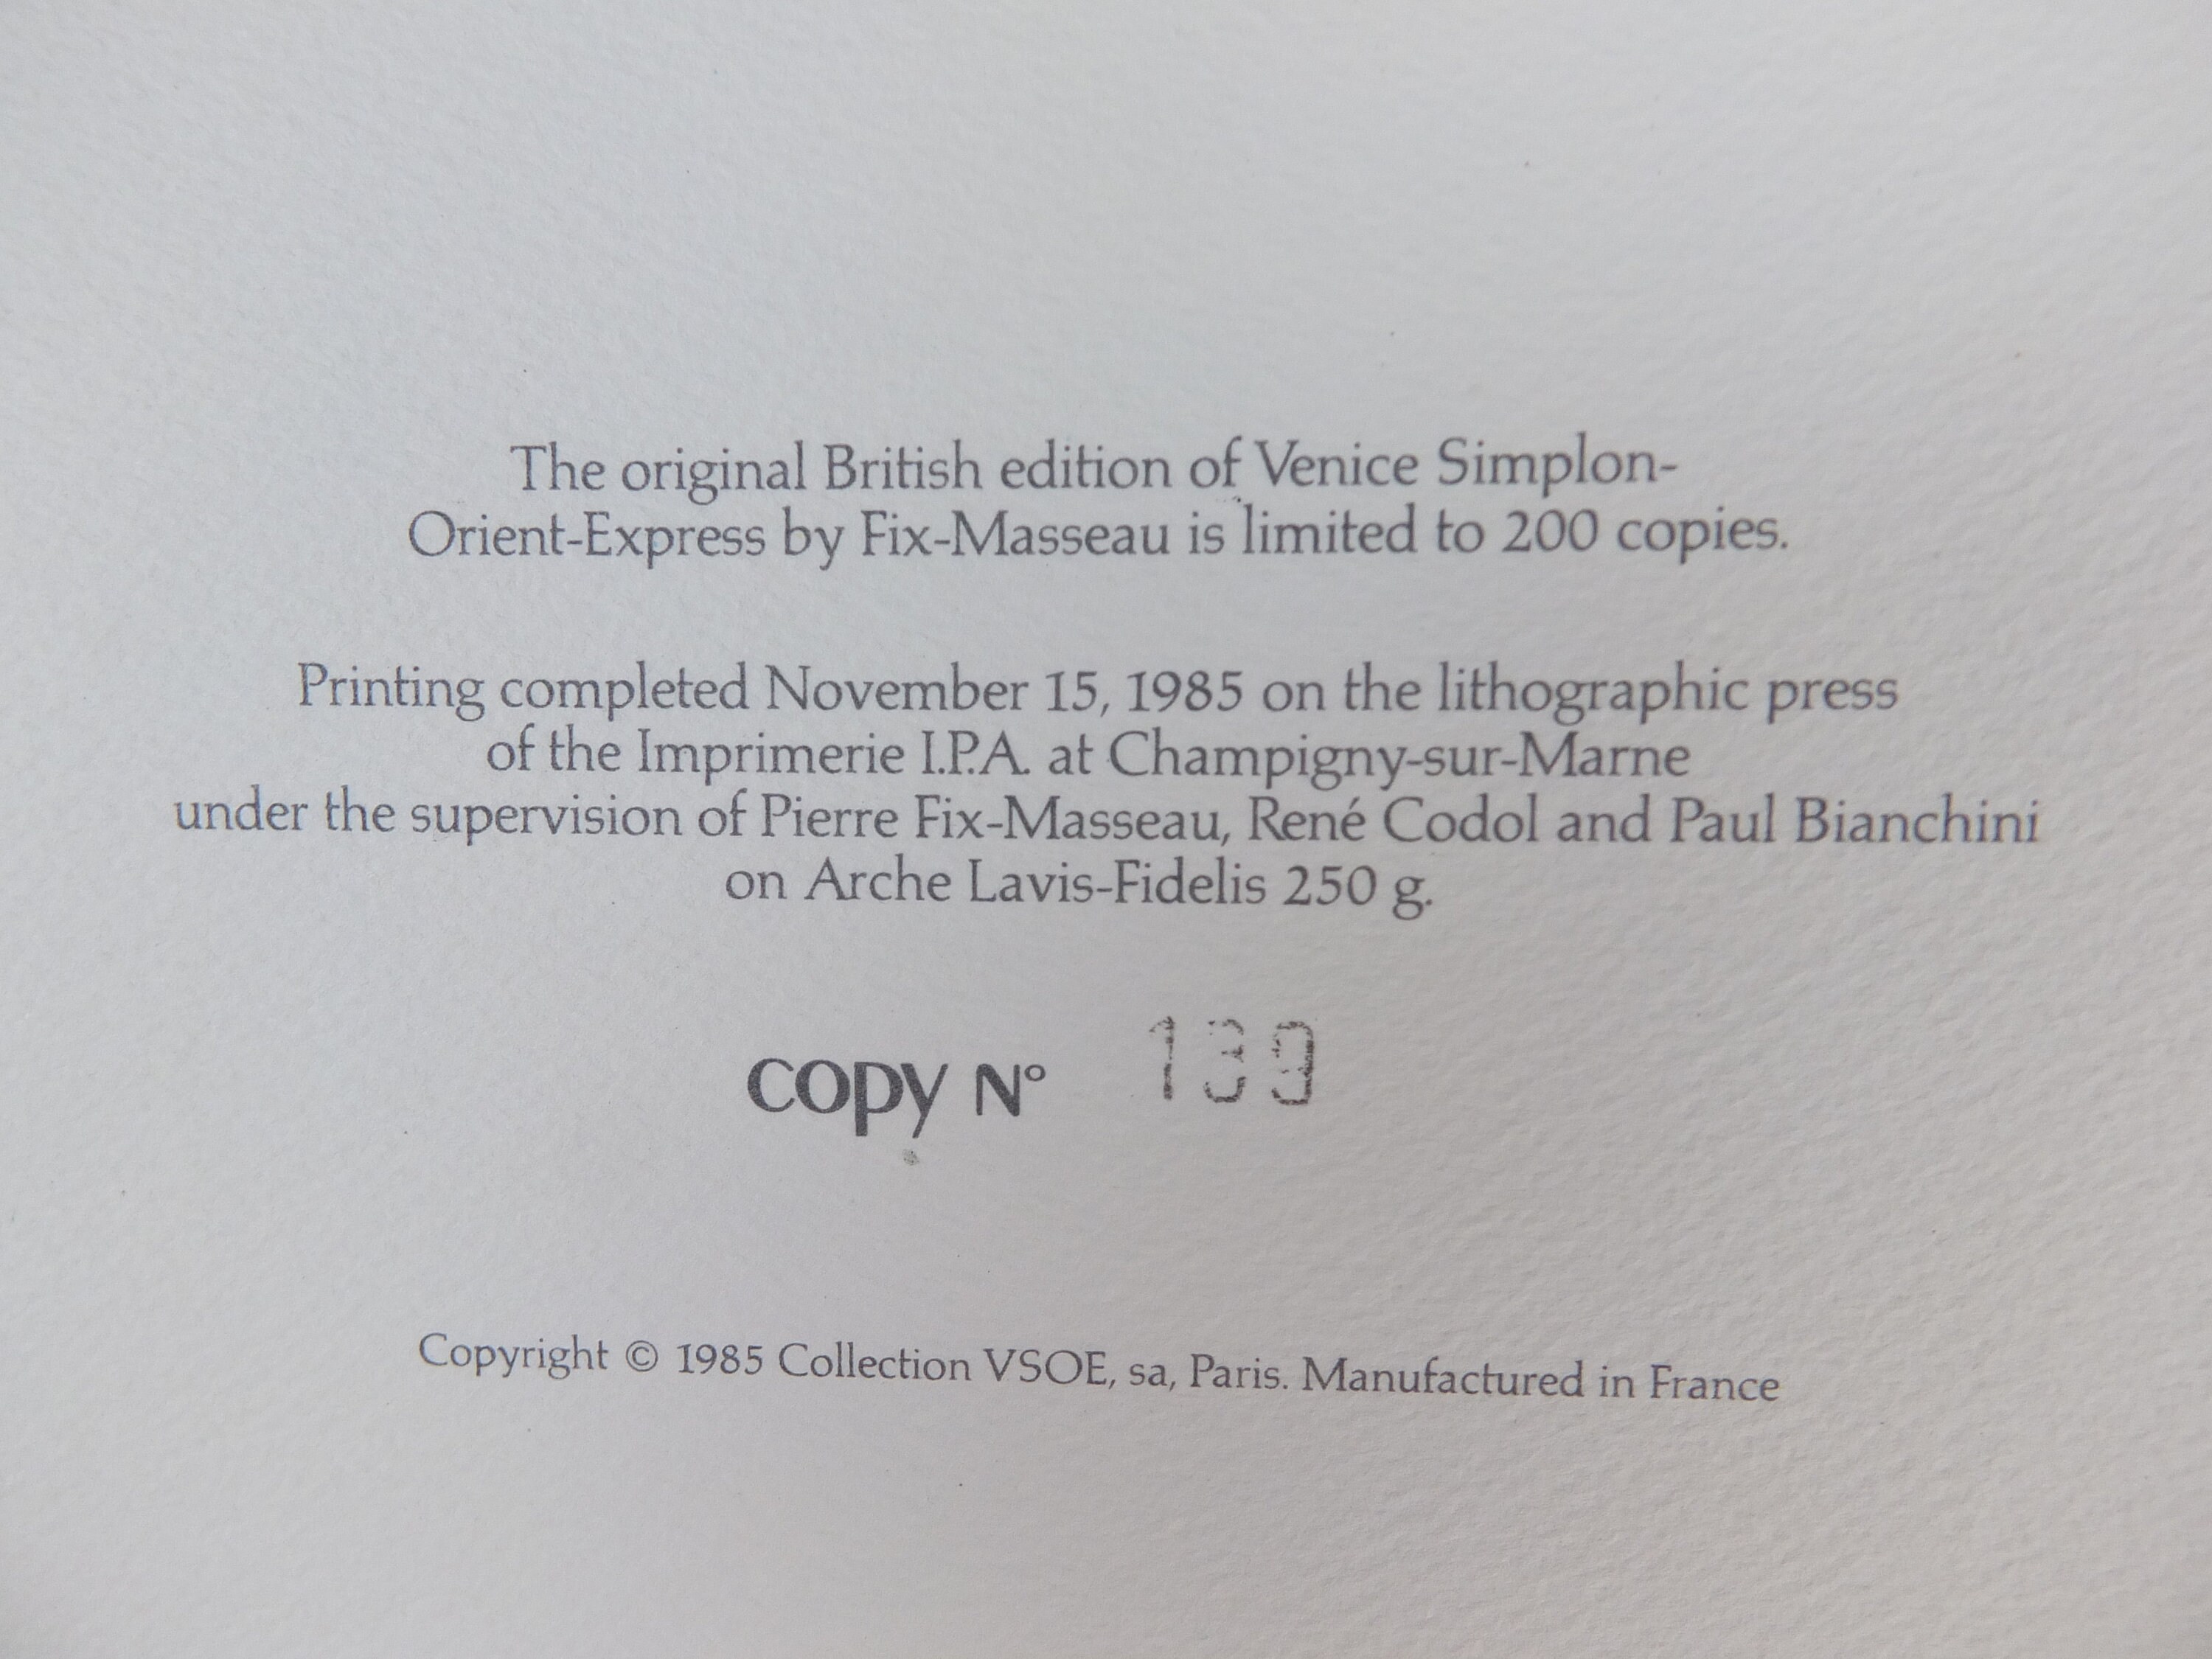 The original British edition of Venice Simplon-
Orient-Express by Fix-Masseau is limited to 200 copies.
Printing completed November 15, 1985 on the lithographic press
of the Imprimerie I.P.A. at Champigny-sur-Marne
under the supervision of Pierre Fix-Masseau, René Codol and Paul Bianchini
on Arche Lavis-Fidelis 250 g.
COPY N° 139
Copyright © 1985 Collection VSOE, sa, Paris. Manufactured in France